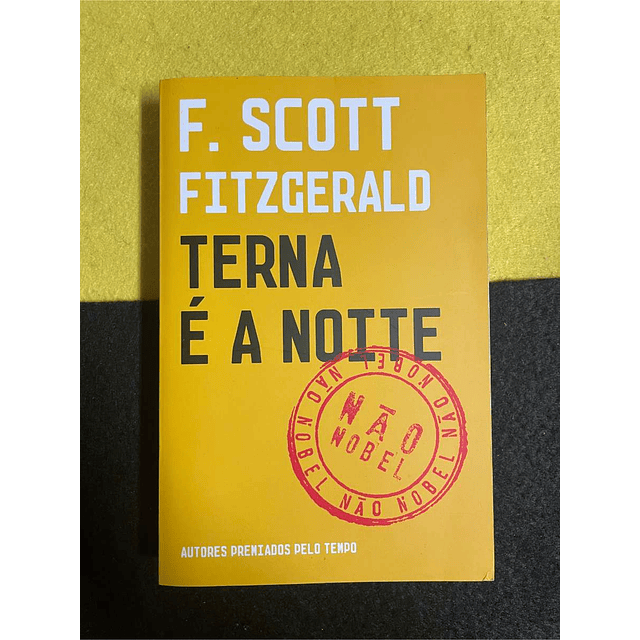 F. SCOTT
FITZGERALD
TERNA
É A NOITE
NÃO NOBEL NÃO NOBEL NÃO NOBEL
NÃO
NOBEL
AUTORES PREMIADOS PELO TEMPO